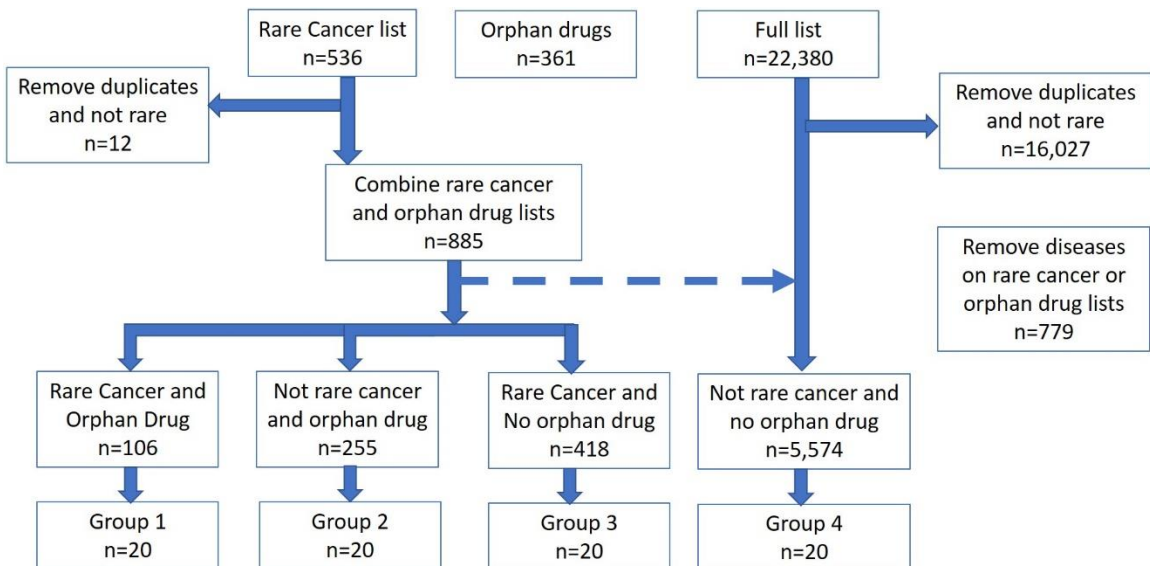 Rare Cancer list
n=536
Orphan drugs
n=361
Full list
n=22,380
Remove duplicates
and not rare
n=12
Remove duplicates
and not rare
n=16,027
Combine rare cancer
and orphan drug lists
n=885
Remove diseases
on rare cancer or
orphan drug lists
n=779
Rare Cancer and
Orphan Drug
n=106
Not rare cancer
and orphan drug
n=255
Rare Cancer and
No orphan drug
n=418
Not rare cancer and
no orphan drug
n=5,574
Group 1
n=20
Group 2
n=20
Group 3
n=20
Group 4
n=20